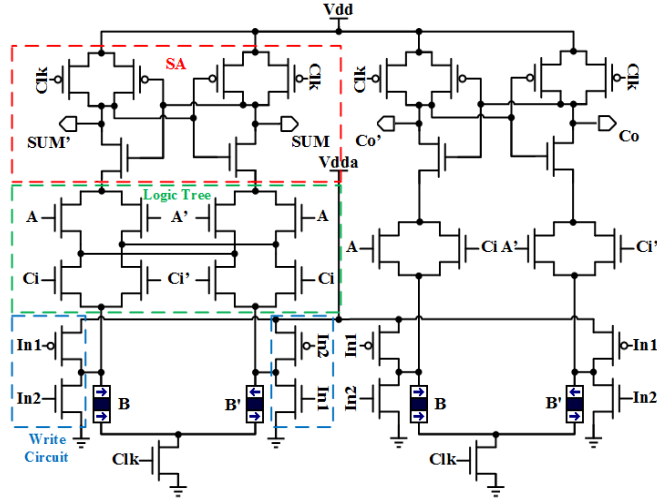 Vdd
SA
Clk
Clk
Clk
Clk
SUM'
SUM
Co'
Co
Vdda
Logic Tree
A
A'
A
A
Ci
A'
Ci'
Ci
Ci'
Ci
In1
In2
In1
In1
In2
In1
In2
In2
B
B'
B
B'
Write
Circuit
Clk
Clk